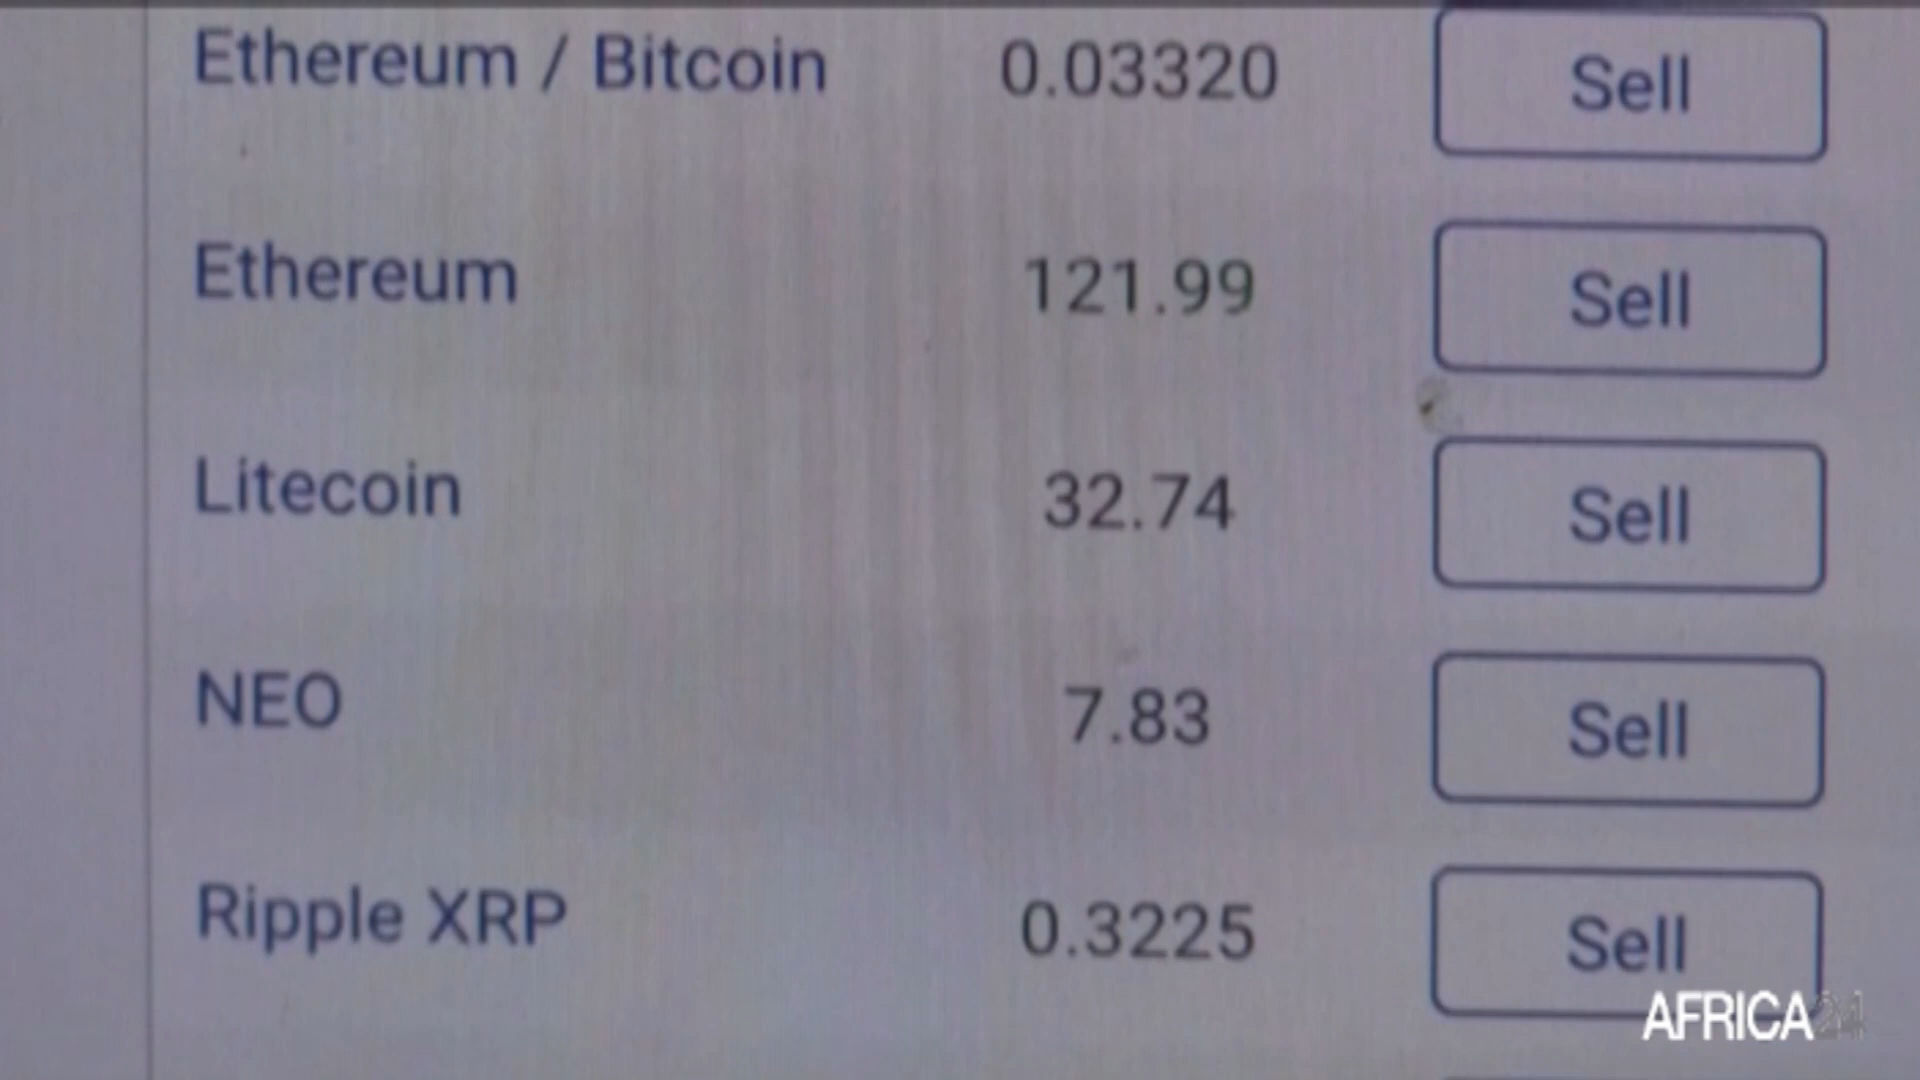 Ethereum / Bitcoin 0.03320 Sell
Ethereum 121.99 Sell
Litecoin 32.74 Sell
NEO 7.83 Sell
Ripple XRP 0.3225 Sell
AFRICA24